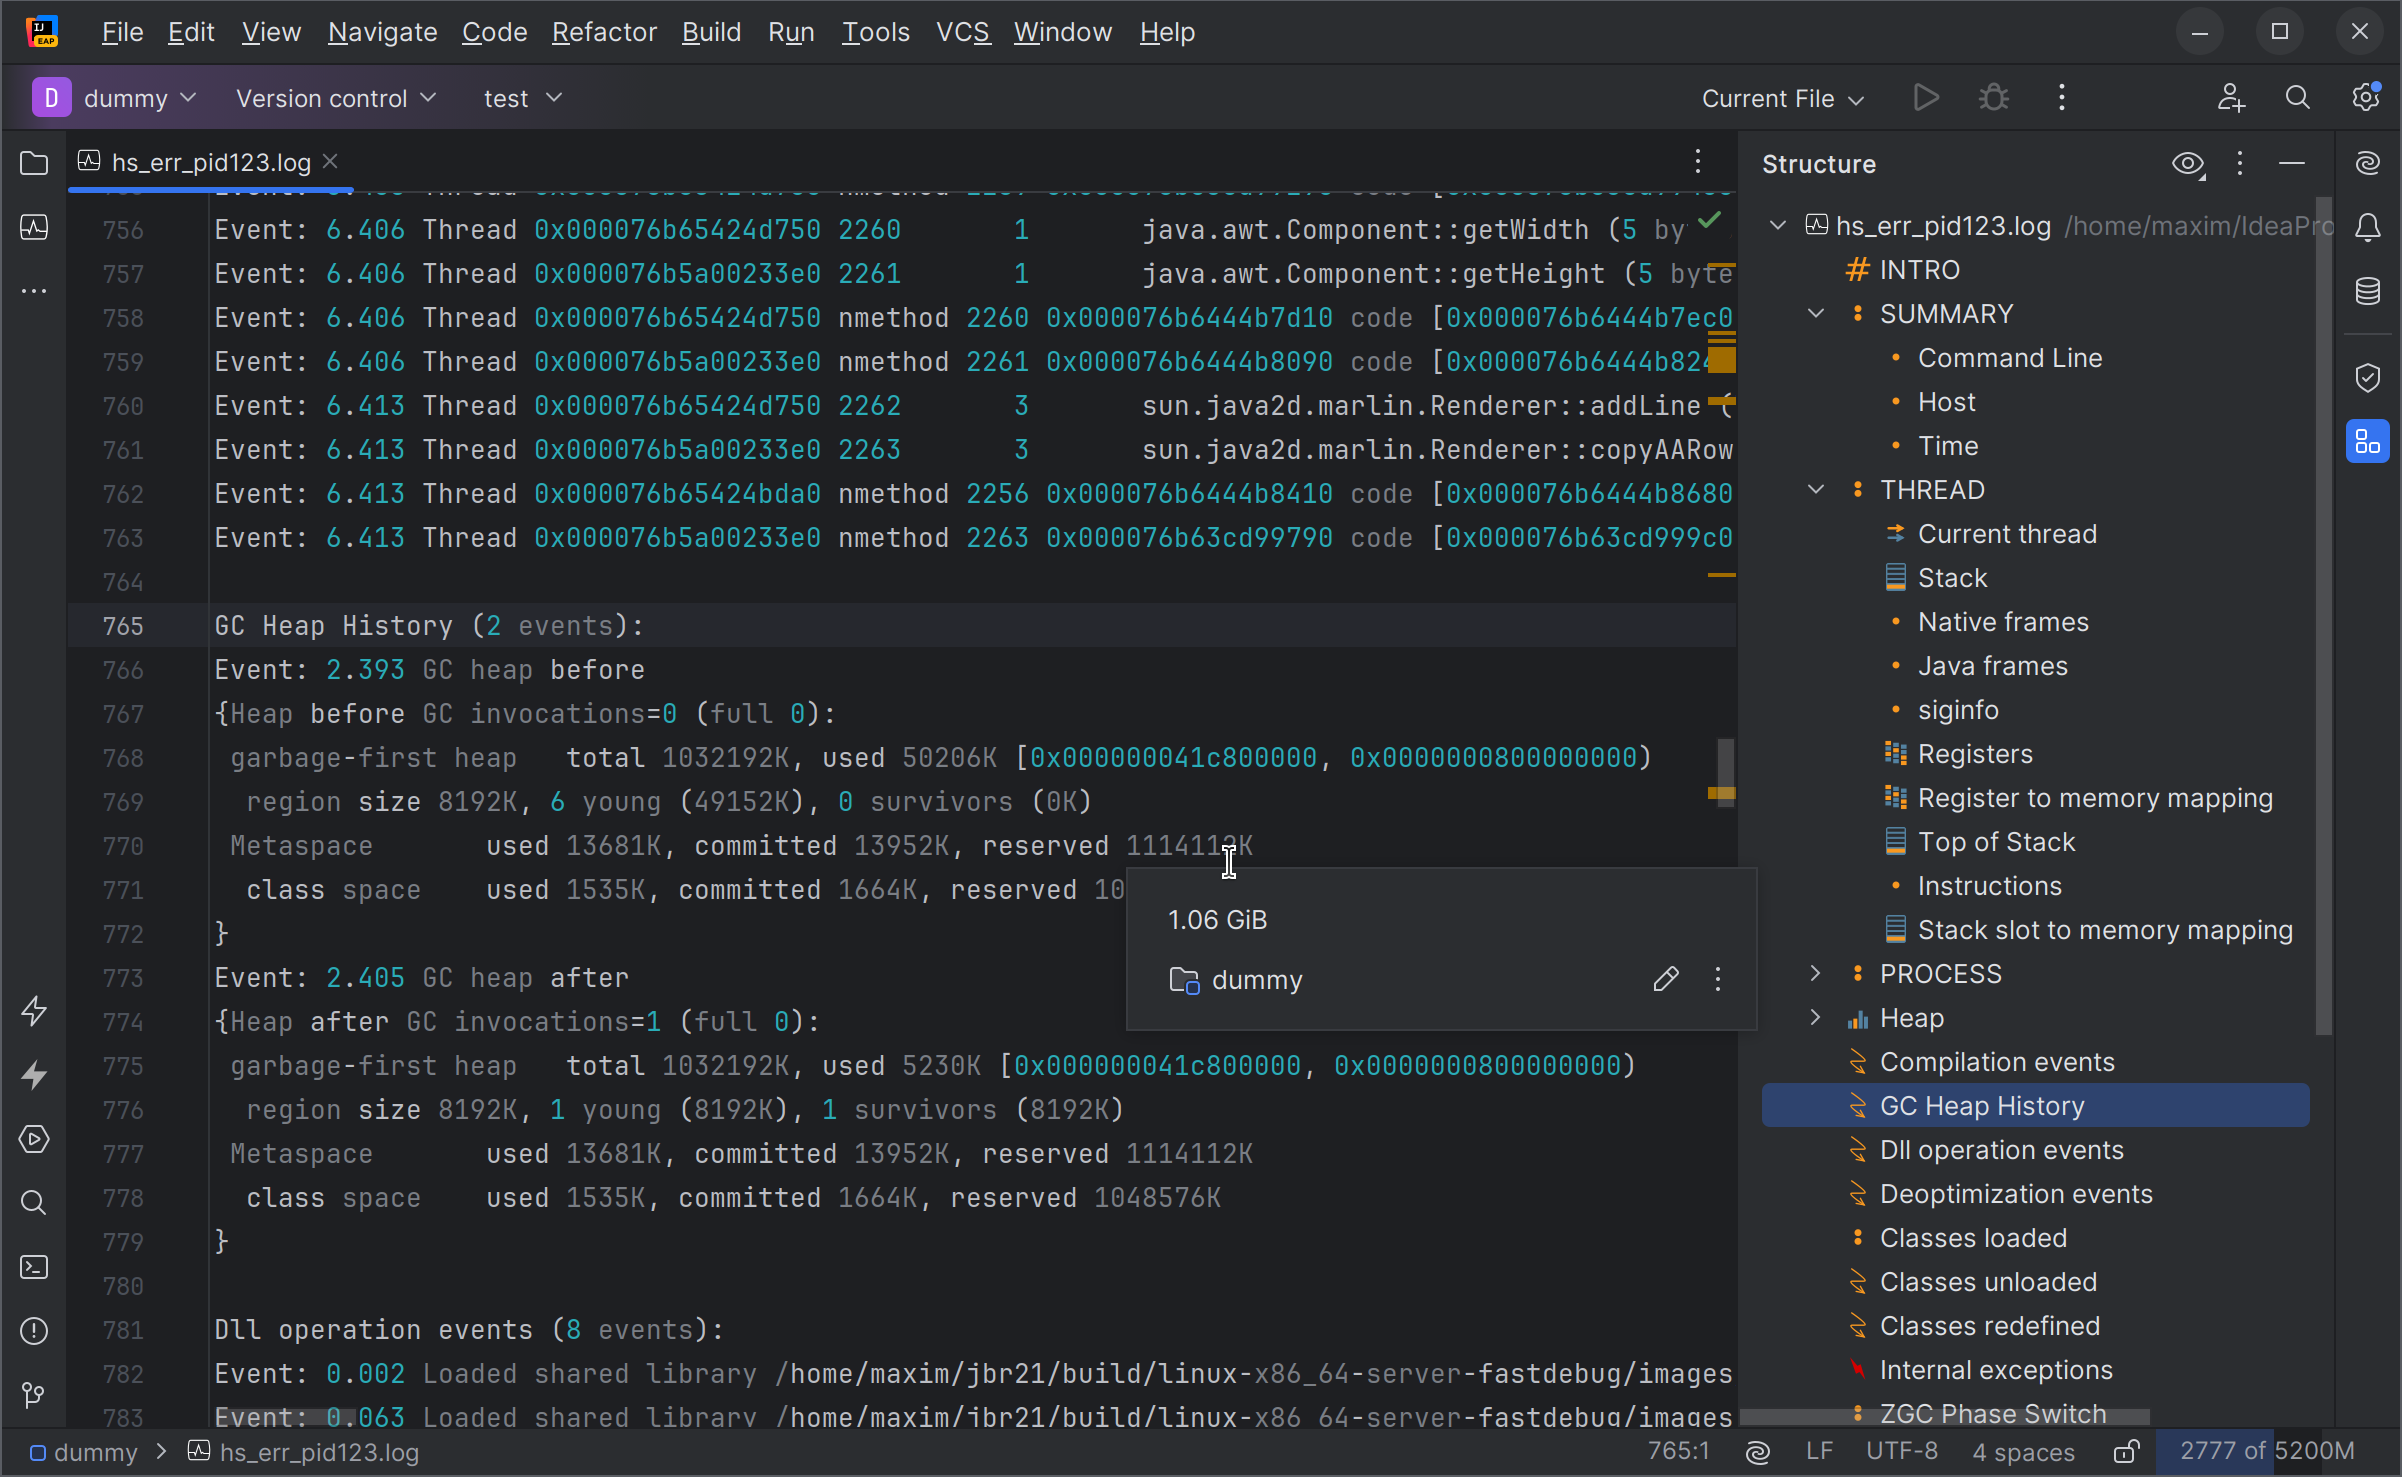 File Edit View Navigate Code Refactor Build Run Tools VCS Window Help
D dummy Version control test Current File
hs_err_pid123.log
756 Event: 6.406 Thread 0x000076b65424d750 2260 1 java.awt.Component::getWidth (5 by
757 Event: 6.406 Thread 0x000076b5a00233e0 2261 1 java.awt.Component::getHeight (5 byte
758 Event: 6.406 Thread 0x000076b65424d750 nmethod 2260 0x000076b6444b7d10 code [0x000076b6444b7ec0
759 Event: 6.406 Thread 0x000076b5a00233e0 nmethod 2261 0x000076b6444b8090 code [0x000076b6444b824
760 Event: 6.413 Thread 0x000076b65424d750 2262 3 sun.java2d.marlin.Renderer::addLine (
761 Event: 6.413 Thread 0x000076b5a00233e0 2263 3 sun.java2d.marlin.Renderer::copyAARow
762 Event: 6.413 Thread 0x000076b65424bda0 nmethod 2256 0x000076b6444b8410 code [0x000076b6444b8680
763 Event: 6.413 Thread 0x000076b5a00233e0 nmethod 2263 0x000076b63cd99790 code [0x000076b63cd999c0
764
765 GC Heap History (2 events):
766 Event: 2.393 GC heap before
767 {Heap before GC invocations=0 (full 0):
768 garbage-first heap total 1032192K, used 50206K [0x000000041c800000, 0x0000000800000000)
769 region size 8192K, 6 young (49152K), 0 survivors (0K)
770 Metaspace used 13681K, committed 13952K, reserved 1114112K
771 class space used 1535K, committed 1664K, reserved 10
772 }
773 Event: 2.405 GC heap after
774 {Heap after GC invocations=1 (full 0):
775 garbage-first heap total 1032192K, used 5230K [0x000000041c800000, 0x0000000800000000)
776 region size 8192K, 1 young (8192K), 1 survivors (8192K)
777 Metaspace used 13681K, committed 13952K, reserved 1114112K
778 class space used 1535K, committed 1664K, reserved 1048576K
779 }
780
781 Dll operation events (8 events):
782 Event: 0.002 Loaded shared library /home/maxim/jbr21/build/linux-x86_64-server-fastdebug/images
783 Event: 0.063 Loaded shared library /home/maxim/jbr21/build/linux-x86_64-server-fastdebug/images
1.06 GiB
dummy
Structure
hs_err_pid123.log /home/maxim/IdeaPro
INTRO
SUMMARY
Command Line
Host
Time
THREAD
Current thread
Stack
Native frames
Java frames
siginfo
Registers
Register to memory mapping
Top of Stack
Instructions
Stack slot to memory mapping
PROCESS
Heap
Compilation events
GC Heap History
Dll operation events
Deoptimization events
Classes loaded
Classes unloaded
Classes redefined
Internal exceptions
ZGC Phase Switch
dummy hs_err_pid123.log 765:1 LF UTF-8 4 spaces 2777 of 5200M